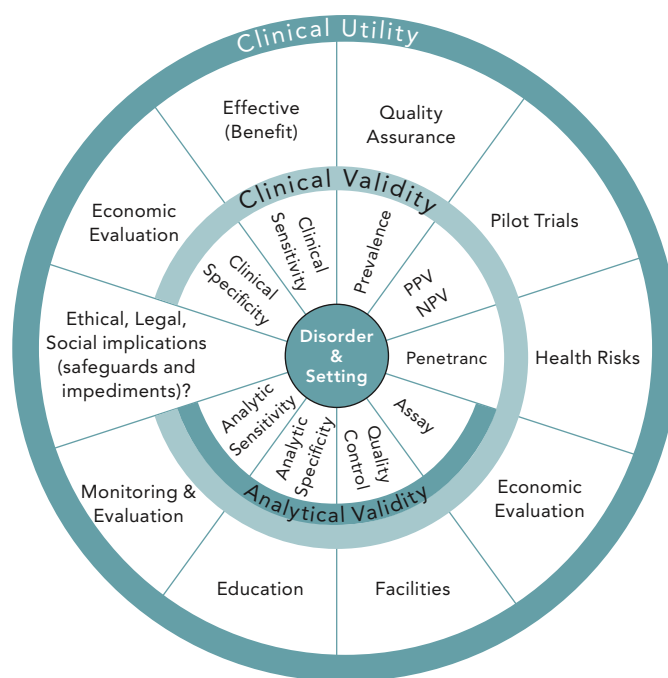 Clinical Utility
Effective
(Benefit)
Quality
Assurance
Economic
Evaluation
Pilot Trials
Clinical Validity
Clinical
Specificity
Clinical
Sensitivity
Prevalence
PPV
NPV
Ethical, Legal,
Social implications
(safeguards and
impediments)?
Disorder
&
Setting
Penetranc
Health Risks
Analytic
Sensitivity
Analytic
Specificity
Quality
Control
Assay
Analytical Validity
Monitoring &
Evaluation
Economic
Evaluation
Education
Facilities